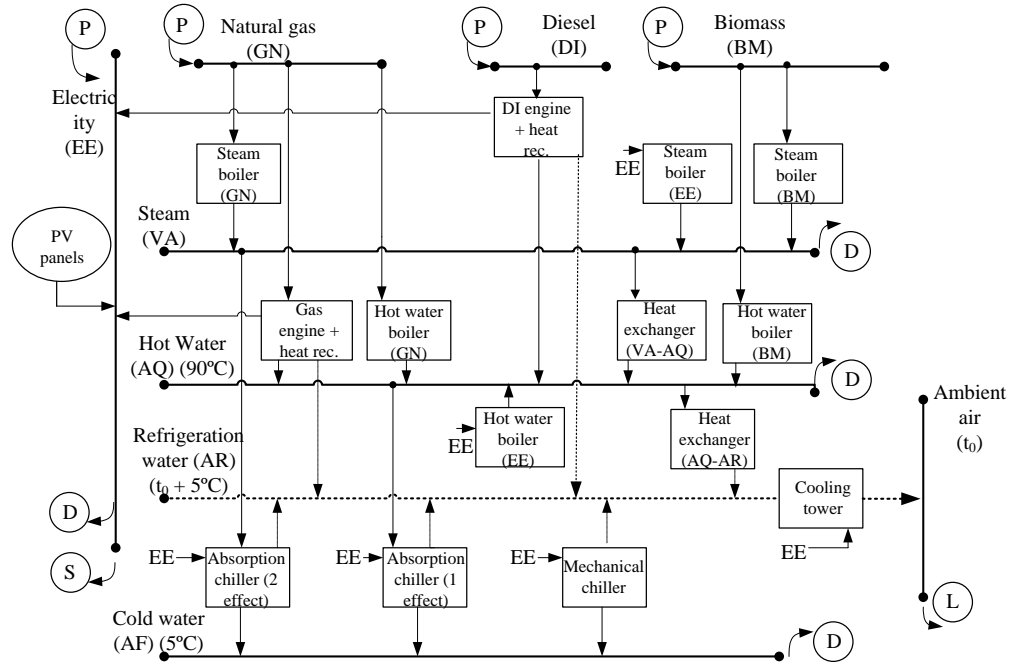 P
P
Natural gas
(GN)
P
Diesel
(DI)
P
Biomass
(BM)
Electric
ity
(EE)
DI engine
+ heat
rec.
Steam
boiler
(GN)
EE
Steam
boiler
(EE)
Steam
boiler
(BM)
Steam
(VA)
PV
panels
D
Gas
engine +
heat rec.
Hot water
boiler
(GN)
Heat
exchanger
(VA-AQ)
Hot water
boiler
(BM)
Hot Water
(AQ) (90ºC)
D
Ambient
air
(t0)
EE
Hot water
boiler
(EE)
Heat
exchanger
(AQ-AR)
Refrigeration
water (AR)
(t0 + 5ºC)
Cooling
tower
D
EE
S
EE
Absorption
chiller (2
effect)
EE
Absorption
chiller (1
effect)
EE
Mechanical
chiller
L
Cold water
(AF) (5ºC)
D